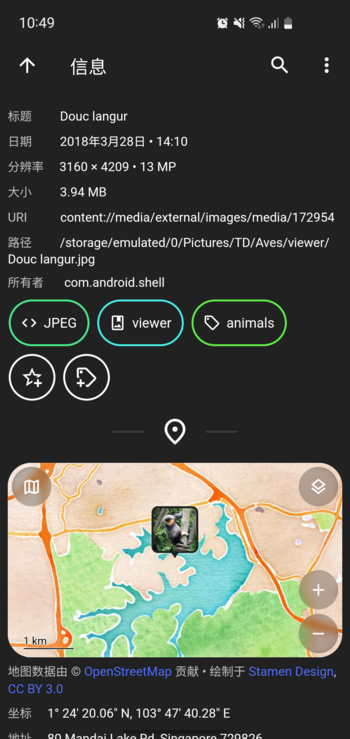 10:49
信息
标题 Douc langur
日期 2018年3月28日 • 14:10
分辨率 3160 × 4209 • 13 MP
大小 3.94 MB
URI content://media/external/images/media/172954
路径 /storage/emulated/0/Pictures/TD/Aves/viewer/
Douc langur.jpg
所有者 com.android.shell
JPEG viewer animals
1 km
地图数据由 © OpenStreetMap 贡献 • 绘制于 Stamen Design,
CC BY 3.0
坐标 1° 24' 20.06" N, 103° 47' 40.28" E
地址 80 Mandai Lake Rd, Singapore 729826